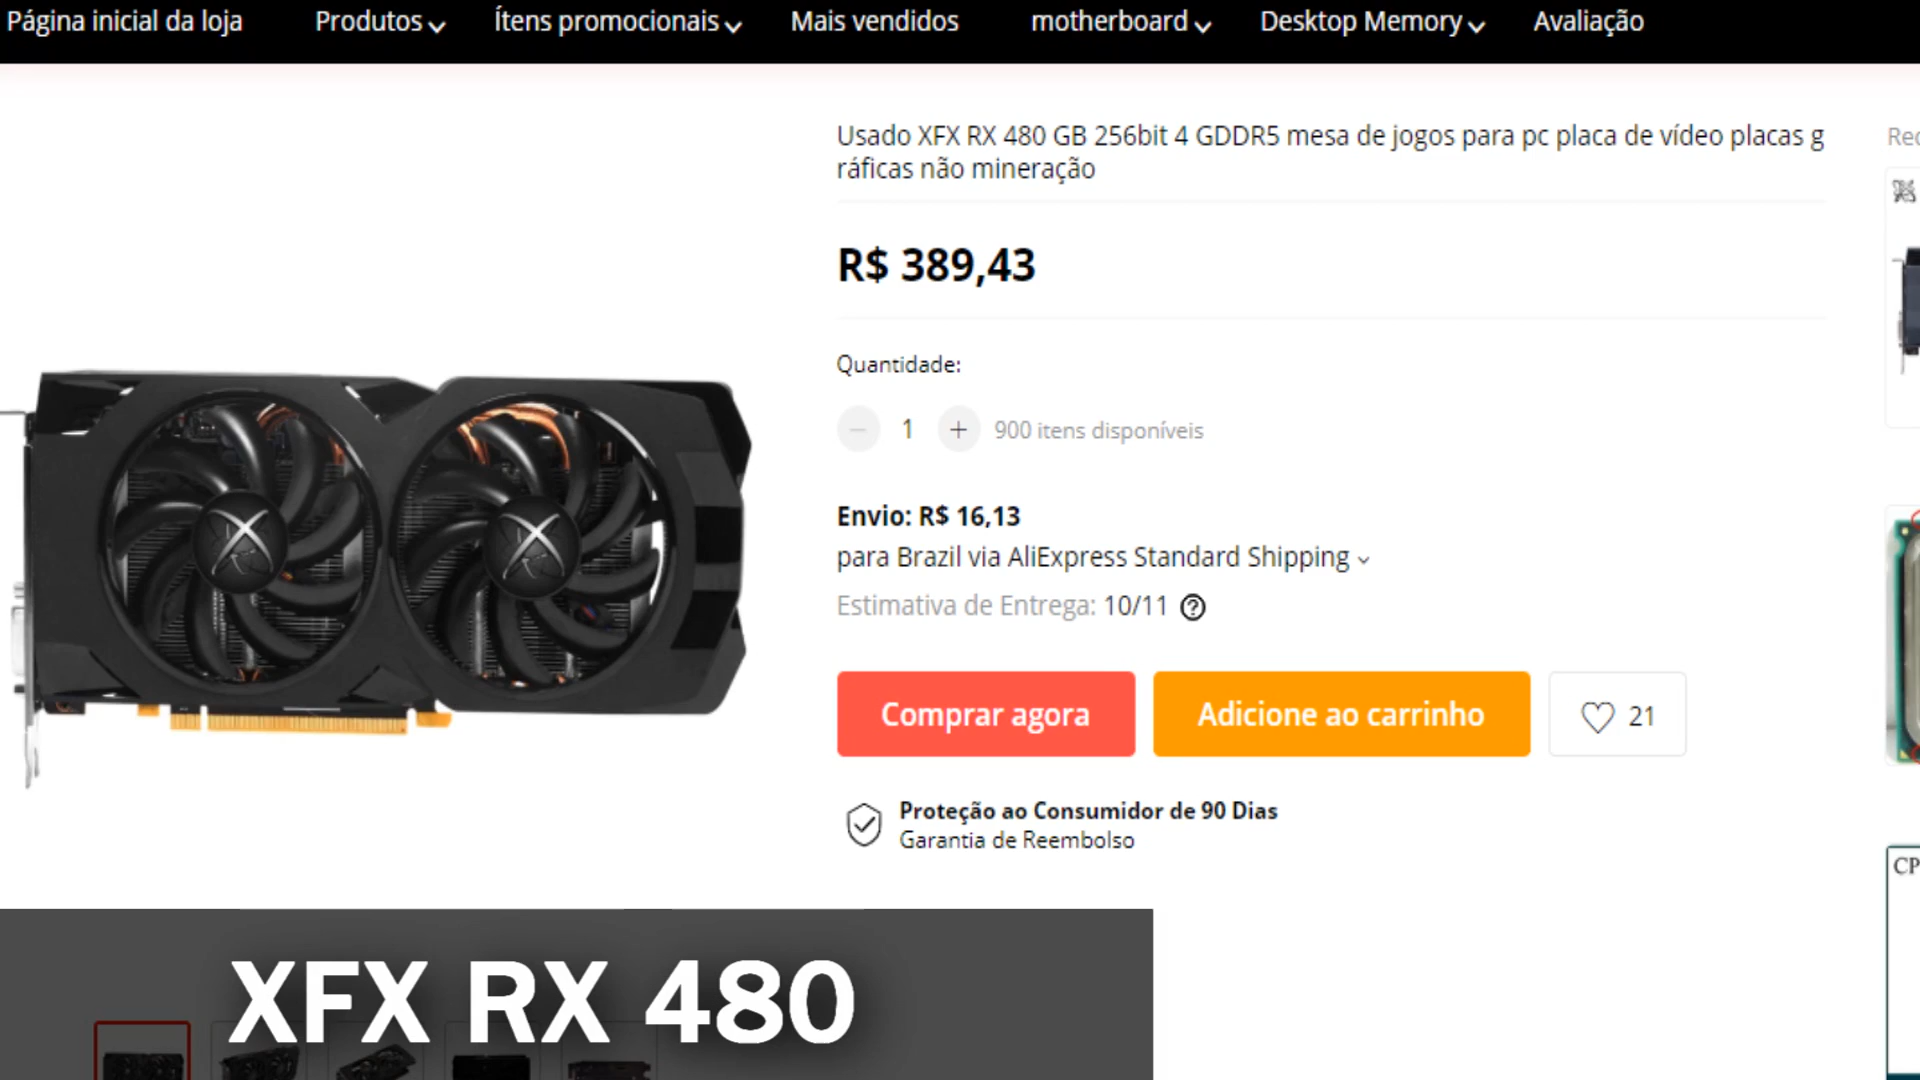 Página inicial da loja Produtos Ítens promocionais Mais vendidos motherboard Desktop Memory Avaliação
Usado XFX RX 480 GB 256bit 4 GDDR5 mesa de jogos para pc placa de vídeo placas g
ráficas não mineração
R$ 389,43
Quantidade:
− 1 + 900 itens disponíveis
Envio: R$ 16,13
para Brazil via AliExpress Standard Shipping
Estimativa de Entrega: 10/11
Comprar agora Adicione ao carrinho 21
Proteção ao Consumidor de 90 Dias
Garantia de Reembolso
XFX RX 480